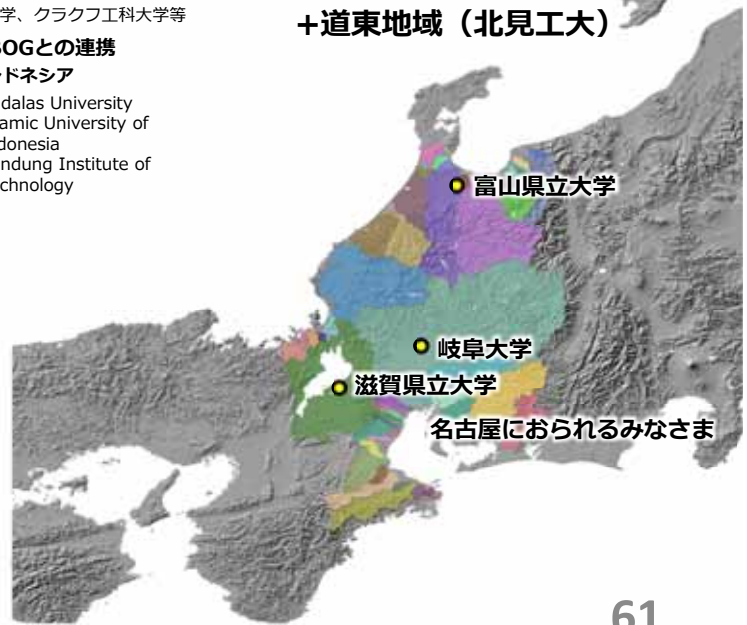 学、クラクフ工科大学等
OGとの連携
ドネシア
dalas University
amic University of
donesia
ndung Institute of
chnology
+道東地域（北見工大）
富山県立大学
岐阜大学
滋賀県立大学
名古屋におられるみなさま
61